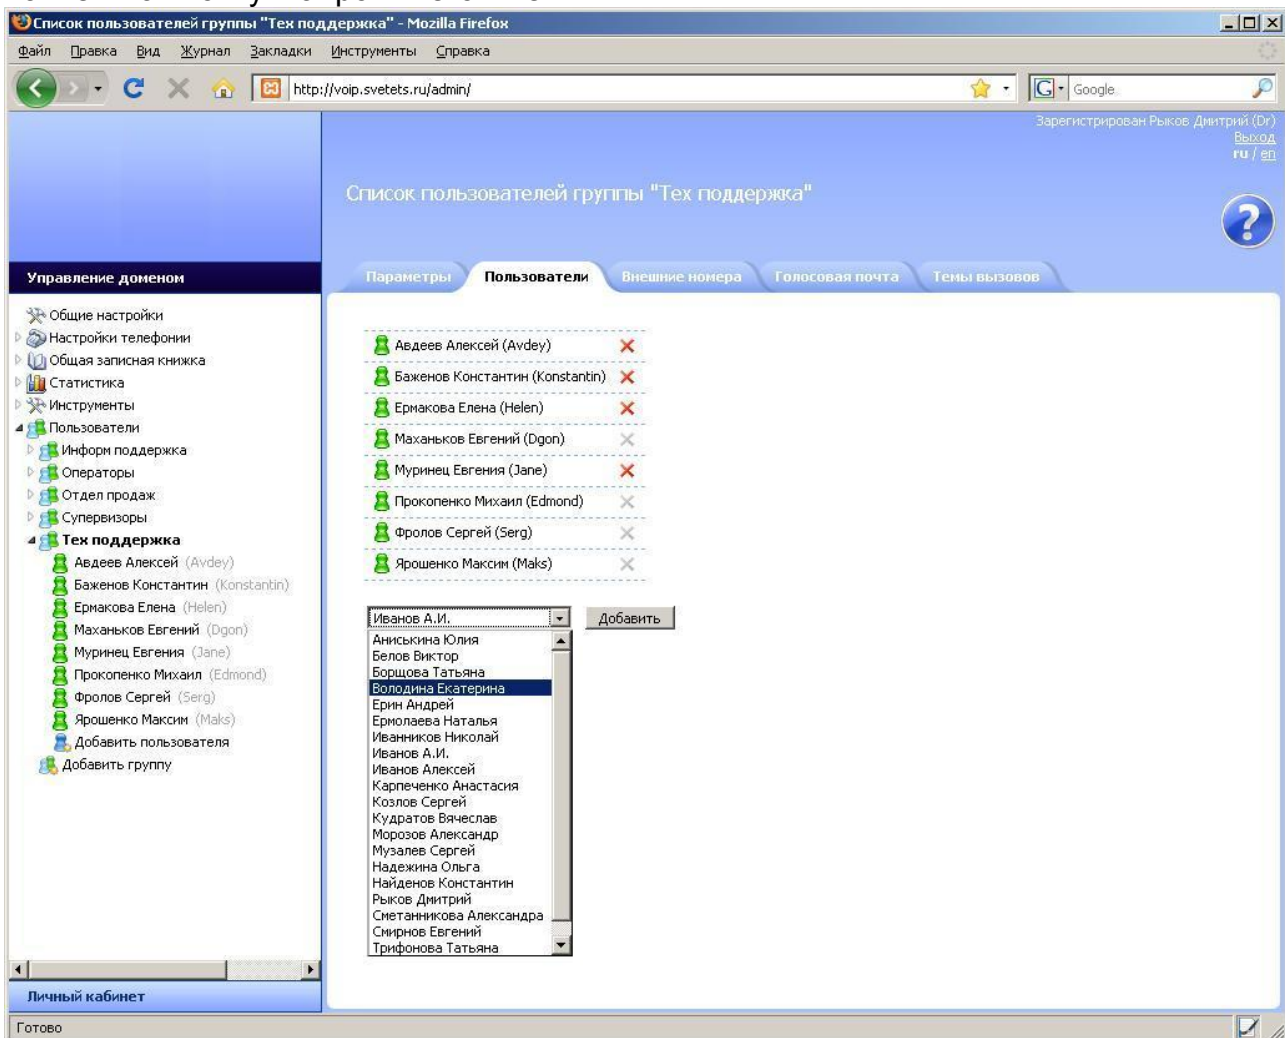 Список пользователей группы "Тех поддержка" - Mozilla Firefox
Файл Правка Вид Журнал Закладки Инструменты Справка
http://voip.svetets.ru/admin/
G Google
Зарегистрирован Рыков Дмитрий (Dr)
Выход
ru / en
Список пользователей группы "Тех поддержка"
?
Управление доменом
Параметры Пользователи Внешние номера Голосовая почта Темы вызовов
Общие настройки
Настройки телефонии
Общая записная книжка
Статистика
Инструменты
Пользователи
Информ поддержка
Операторы
Отдел продаж
Супервизоры
Тех поддержка
Авдеев Алексей (Avdey)
Баженов Константин (Konstantin)
Ермакова Елена (Helen)
Маханьков Евгений (Dgon)
Муринец Евгения (Jane)
Прокопенко Михаил (Edmond)
Фролов Сергей (Serg)
Ярошенко Максим (Maks)
Добавить пользователя
Добавить группу
Авдеев Алексей (Avdey)
Баженов Константин (Konstantin)
Ермакова Елена (Helen)
Маханьков Евгений (Dgon)
Муринец Евгения (Jane)
Прокопенко Михаил (Edmond)
Фролов Сергей (Serg)
Ярошенко Максим (Maks)
Иванов А.И. Добавить
Аниськина Юлия
Белов Виктор
Борщова Татьяна
Володина Екатерина
Ерин Андрей
Ермолаева Наталья
Иванников Николай
Иванов А.И.
Иванов Алексей
Карпеченко Анастасия
Козлов Сергей
Кудратов Вячеслав
Морозов Александр
Музалев Сергей
Надежина Ольга
Найденов Константин
Рыков Дмитрий
Сметанникова Александра
Смирнов Евгений
Трифонова Татьяна
Личный кабинет
Готово